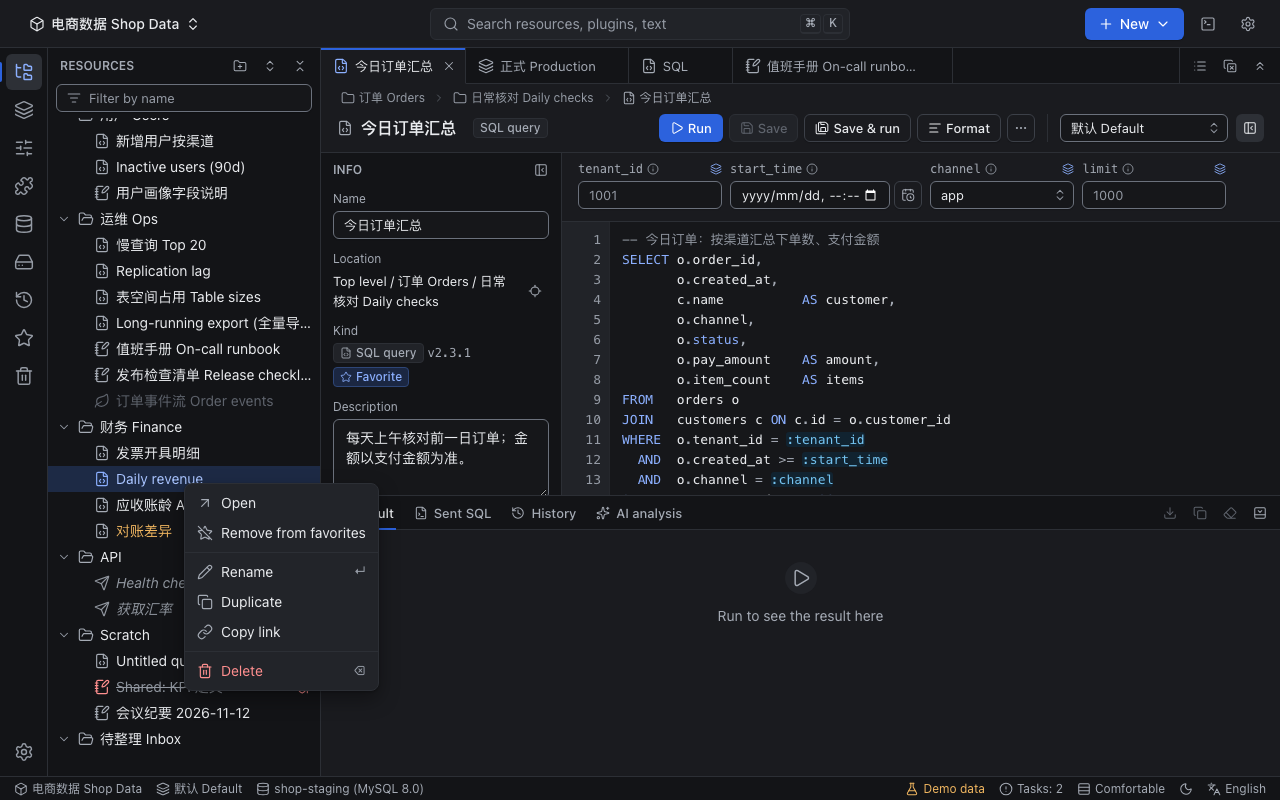 电商数据 Shop Data
Search resources, plugins, text
⌘ K
New
RESOURCES
Filter by name
用户 Users
新增用户按渠道
Inactive users (90d)
用户画像字段说明
运维 Ops
慢查询 Top 20
Replication lag
表空间占用 Table sizes
Long-running export (全量导...
值班手册 On-call runbook
发布检查清单 Release checkl...
订单事件流 Order events
财务 Finance
发票开具明细
Daily revenue
应收账龄 A
对账差异
API
Health che
获取汇率
Scratch
Untitled qu
Shared: KP
会议纪要 2026-11-12
待整理 Inbox
Open
Remove from favorites
Rename
Duplicate
Copy link
Delete
今日订单汇总
正式 Production
SQL
值班手册 On-call runbo...
订单 Orders
日常核对 Daily checks
今日订单汇总
今日订单汇总
SQL query
Run
Save
Save & run
Format
默认 Default
INFO
Name
今日订单汇总
Location
Top level / 订单 Orders / 日常
核对 Daily checks
Kind
SQL query v2.3.1
Favorite
Description
每天上午核对前一日订单；金
额以支付金额为准。
tenant_id
1001
start_time
yyyy/mm/dd, --:--
channel
app
limit
1000
1 -- 今日订单：按渠道汇总下单数、支付金额
2 SELECT o.order_id,
3 o.created_at,
4 c.name AS customer,
5 o.channel,
6 o.status,
7 o.pay_amount AS amount,
8 o.item_count AS items
9 FROM orders o
10 JOIN customers c ON c.id = o.customer_id
11 WHERE o.tenant_id = :tenant_id
12 AND o.created_at >= :start_time
13 AND o.channel = :channel
ult
Sent SQL
History
AI analysis
Run to see the result here
电商数据 Shop Data
默认 Default
shop-staging (MySQL 8.0)
Demo data
Tasks: 2
Comfortable
English